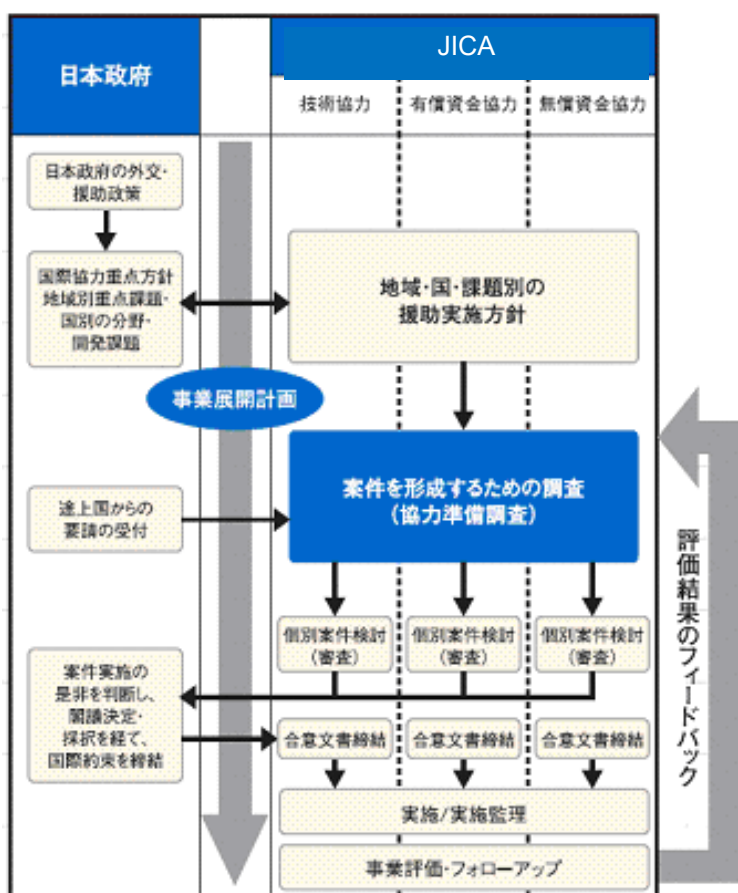 日本政府
JICA
技術協力
有償資金協力
無償資金協力
日本政府の外交・
援助政策
国際協力重点方針
地域別重点課題・
国別の分野・
開発課題
地域・国・課題別の
援助実施方針
事業展開計画
途上国からの
要請の受付
案件を形成するための調査
（協力準備調査）
個別案件検討
（審査）
個別案件検討
（審査）
個別案件検討
（審査）
案件実施の
是非を判断し、
閣議決定・
採択を経て、
国際約束を締結
合意文書締結
合意文書締結
合意文書締結
実施/実施監理
事業評価・フォローアップ
評価結果のフィードバック